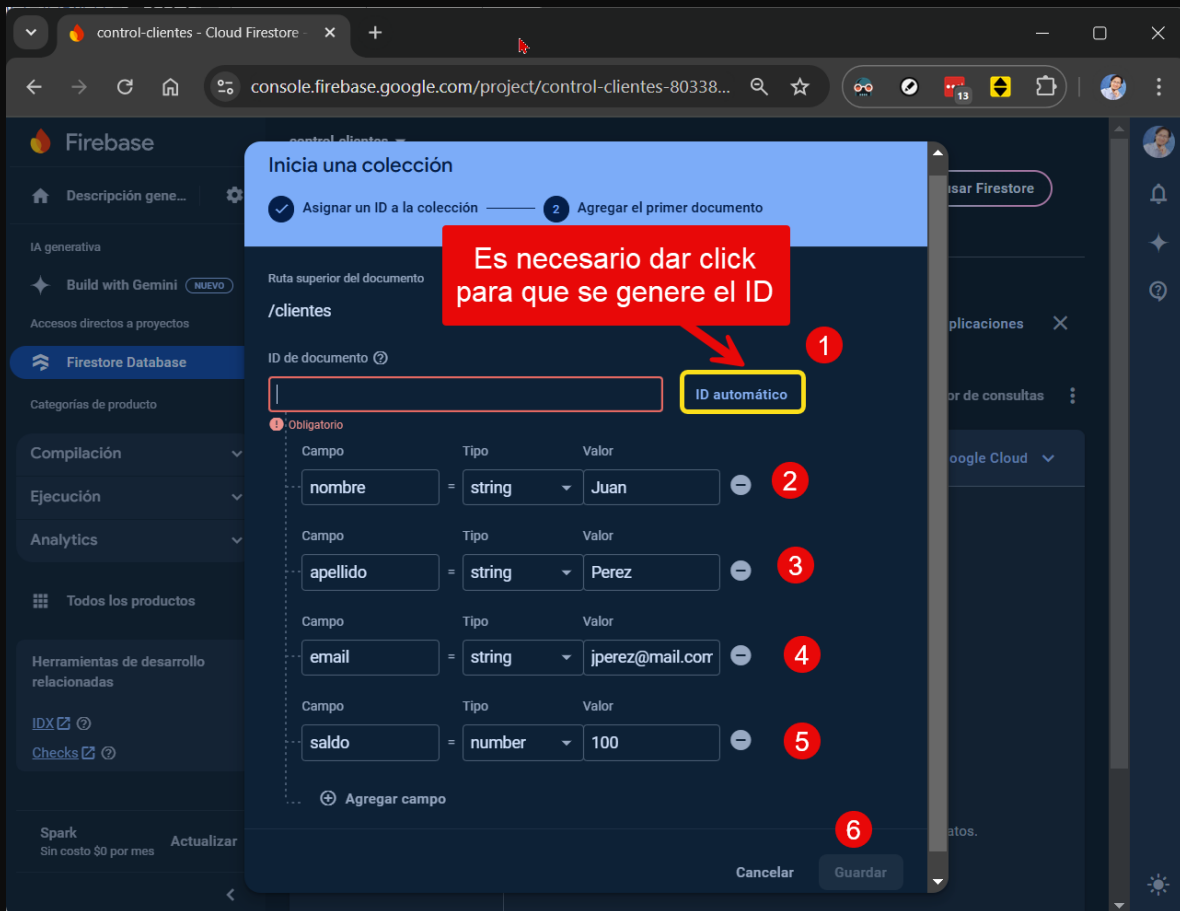 control-clientes - Cloud Firestore -
console.firebase.google.com/project/control-clientes-80338...
13
Firebase
Descripción gene...
IA generativa
Build with Gemini NUEVO
Accesos directos a proyectos
Firestore Database
Categorías de producto
Compilación
Ejecución
Analytics
Todos los productos
Herramientas de desarrollo
relacionadas
IDX
Checks
Spark
Sin costo $0 por mes
Actualizar
control-clientes
Inicia una colección
Asignar un ID a la colección
2 Agregar el primer documento
Es necesario dar click
para que se genere el ID
Ruta superior del documento
/clientes
ID de documento
1
ID automático
Obligatorio
Campo Tipo Valor
nombre = string Juan
2
Campo Tipo Valor
apellido = string Perez
3
Campo Tipo Valor
email = string jperez@mail.com
4
Campo Tipo Valor
saldo = number 100
5
Agregar campo
6
Cancelar Guardar
usar Firestore
plicaciones
or de consultas
oogle Cloud
atos.